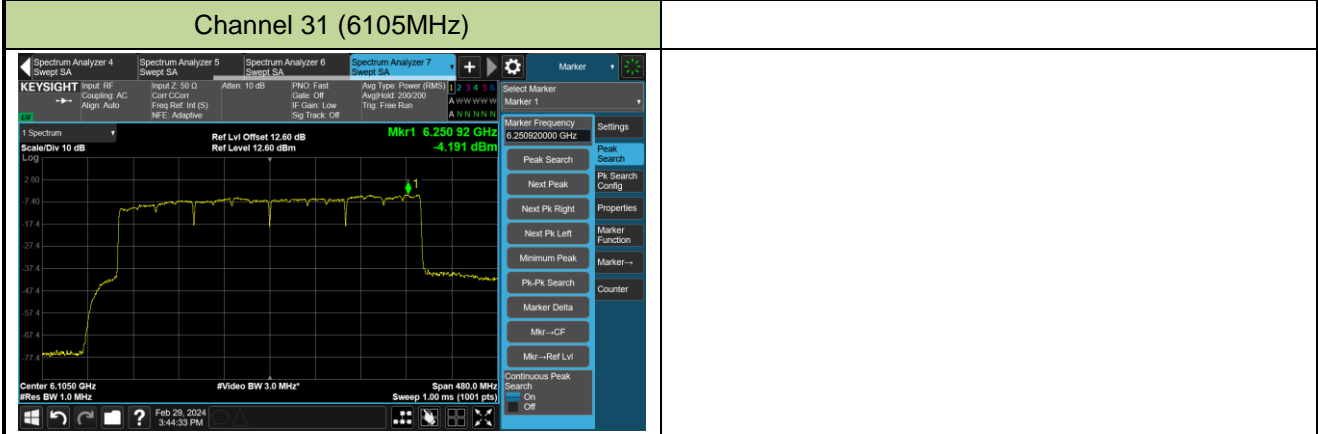 Channel 31 (6105MHz)
Spectrum Analyzer 4
Swept SA
Spectrum Analyzer 5
Swept SA
Spectrum Analyzer 6
Swept SA
Spectrum Analyzer 7
Swept SA
+
Marker
KEYSIGHT
Input: RF
Coupling: AC
Align: Auto
Input Z: 50 Ω
Corr CCorr
Freq Ref: Int (S)
NFE: Adaptive
Atten: 10 dB
PNO: Fast
Gate: Off
IF Gain: Low
Sig Track: Off
Avg Type: Power (RMS)
Avg|Hold: 200/200
Trig: Free Run
1 2 3 4 5 6
A W W W W W
A N N N N N
LXI
Select Marker
Marker 1
1 Spectrum
Scale/Div 10 dB
Log
Ref Lvl Offset 12.60 dB
Ref Level 12.60 dBm
Mkr1 6.250 92 GHz
-4.191 dBm
2.60
-7.40
-17.4
-27.4
-37.4
-47.4
-57.4
-67.4
-77.4
1
Center 6.1050 GHz
#Res BW 1.0 MHz
#Video BW 3.0 MHz*
Span 480.0 MHz
Sweep 1.00 ms (1001 pts)
Marker Frequency
6.250920000 GHz
Peak Search
Next Peak
Next Pk Right
Next Pk Left
Minimum Peak
Pk-Pk Search
Marker Delta
Mkr→CF
Mkr→Ref Lvl
Continuous Peak
Search
On
Off
Settings
Peak
Search
Pk Search
Config
Properties
Marker
Function
Marker→
Counter
?
Feb 29, 2024
3:44:33 PM